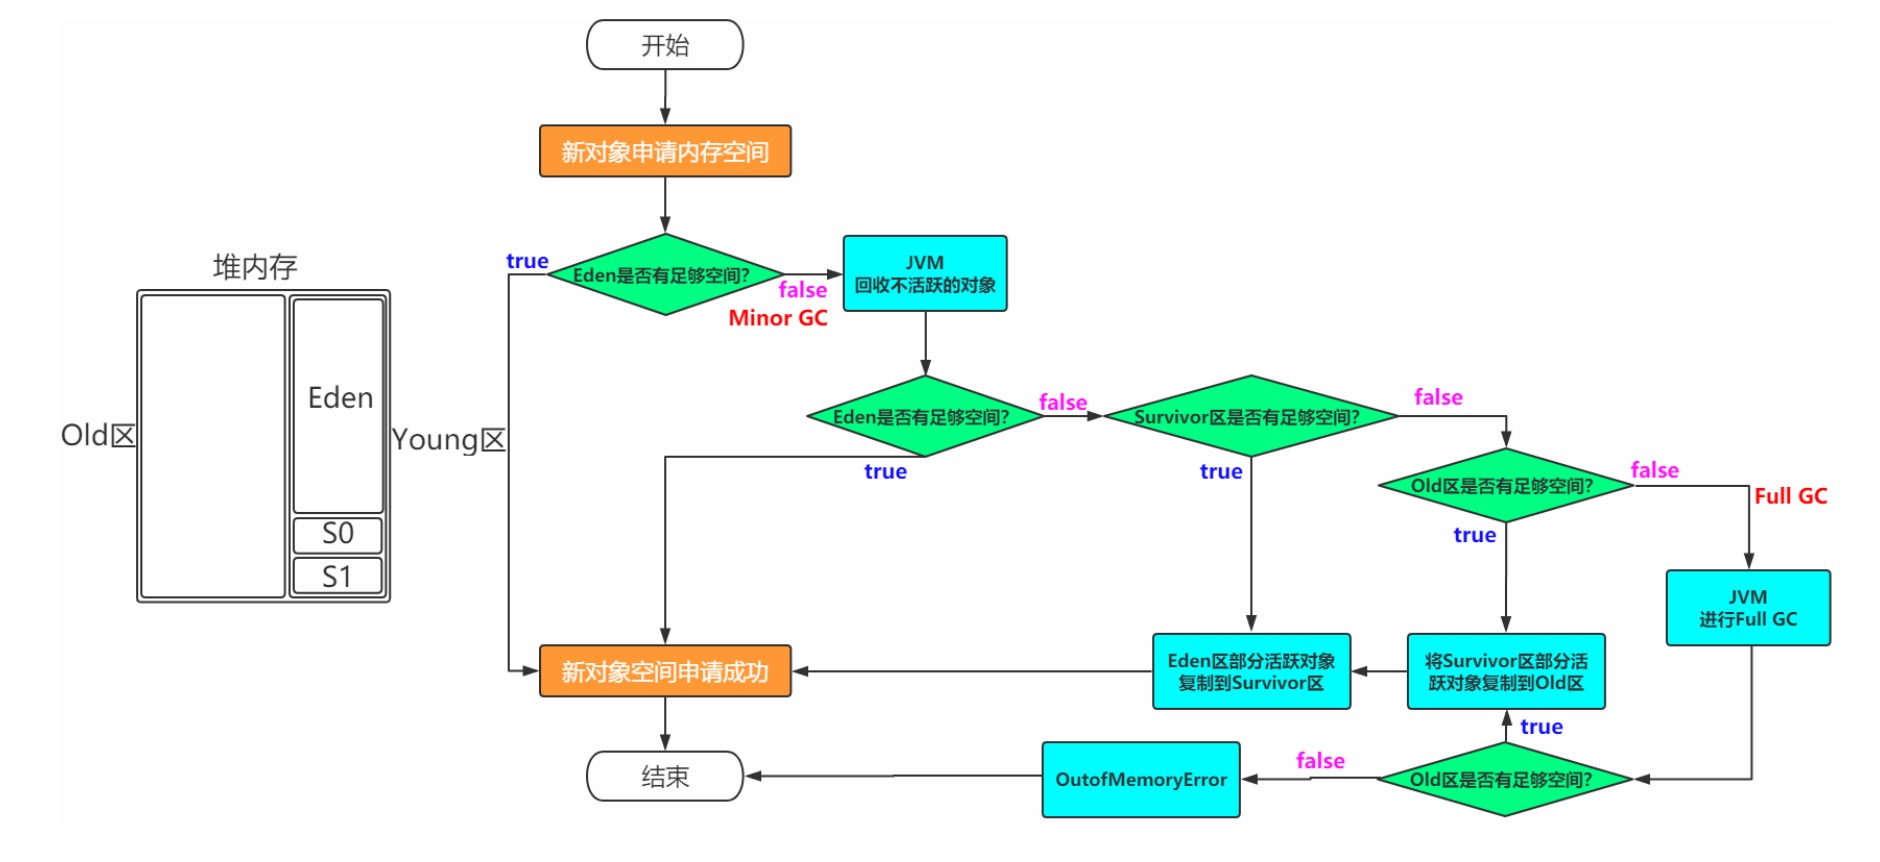 开始
新对象申请内存空间
true
Eden是否有足够空间?
false
Minor GC
JVM
回收不活跃的对象
堆内存
Old区
Eden
S0
S1
Young区
Eden是否有足够空间?
false
true
Survivor区是否有足够空间?
false
true
Old区是否有足够空间?
false
Full GC
true
JVM
进行Full GC
新对象空间申请成功
Eden区部分活跃对象
复制到Survivor区
将Survivor区部分活
跃对象复制到Old区
true
结束
OutofMemoryError
false
Old区是否有足够空间?